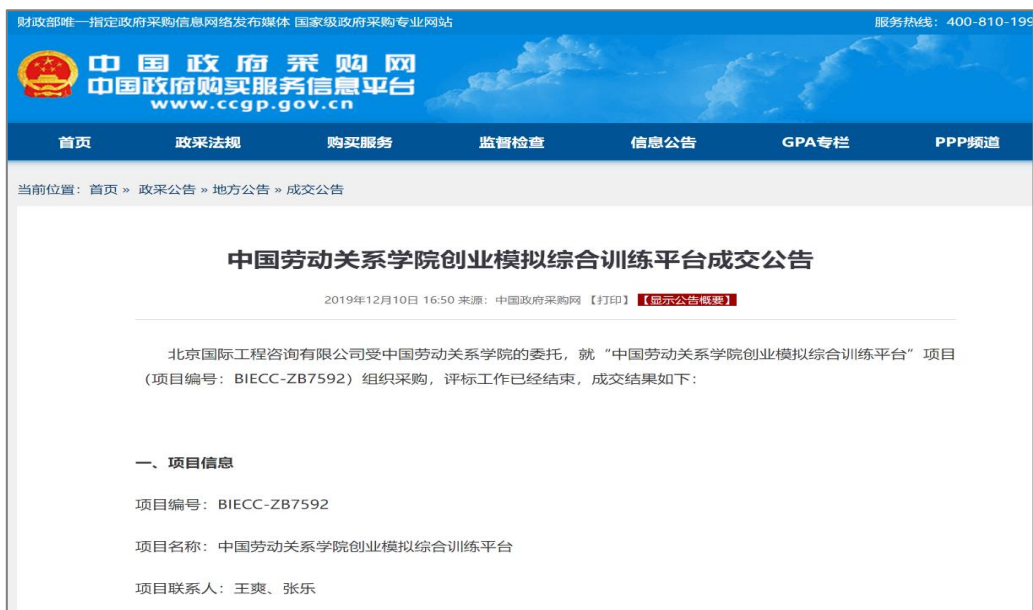 财政部唯一指定政府采购信息网络发布媒体 国家级政府采购专业网站
服务热线：400-810-199
中国政府采购网
中国政府购买服务信息平台
www.ccgp.gov.cn
首页 政采法规 购买服务 监督检查 信息公告 GPA专栏 PPP频道
当前位置：首页 » 政采公告 » 地方公告 » 成交公告
中国劳动关系学院创业模拟综合训练平台成交公告
2019年12月10日 16:50 来源：中国政府采购网 【打印】 【显示公告概要】
北京国际工程咨询有限公司受中国劳动关系学院的委托，就“中国劳动关系学院创业模拟综合训练平台”项目
（项目编号：BIECC-ZB7592）组织采购，评标工作已经结束，成交结果如下：
一、项目信息
项目编号：BIECC-ZB7592
项目名称：中国劳动关系学院创业模拟综合训练平台
项目联系人：王爽、张乐